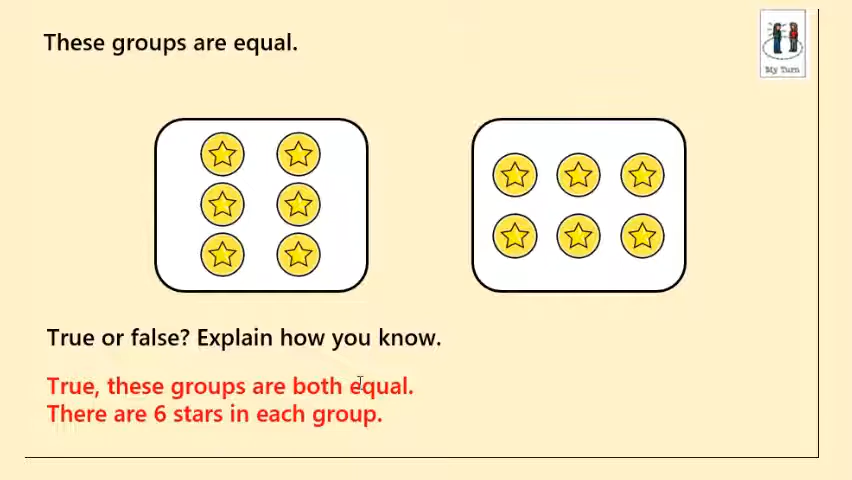 These groups are equal.
My Turn
True or false? Explain how you know.
True, these groups are both equal.
There are 6 stars in each group.